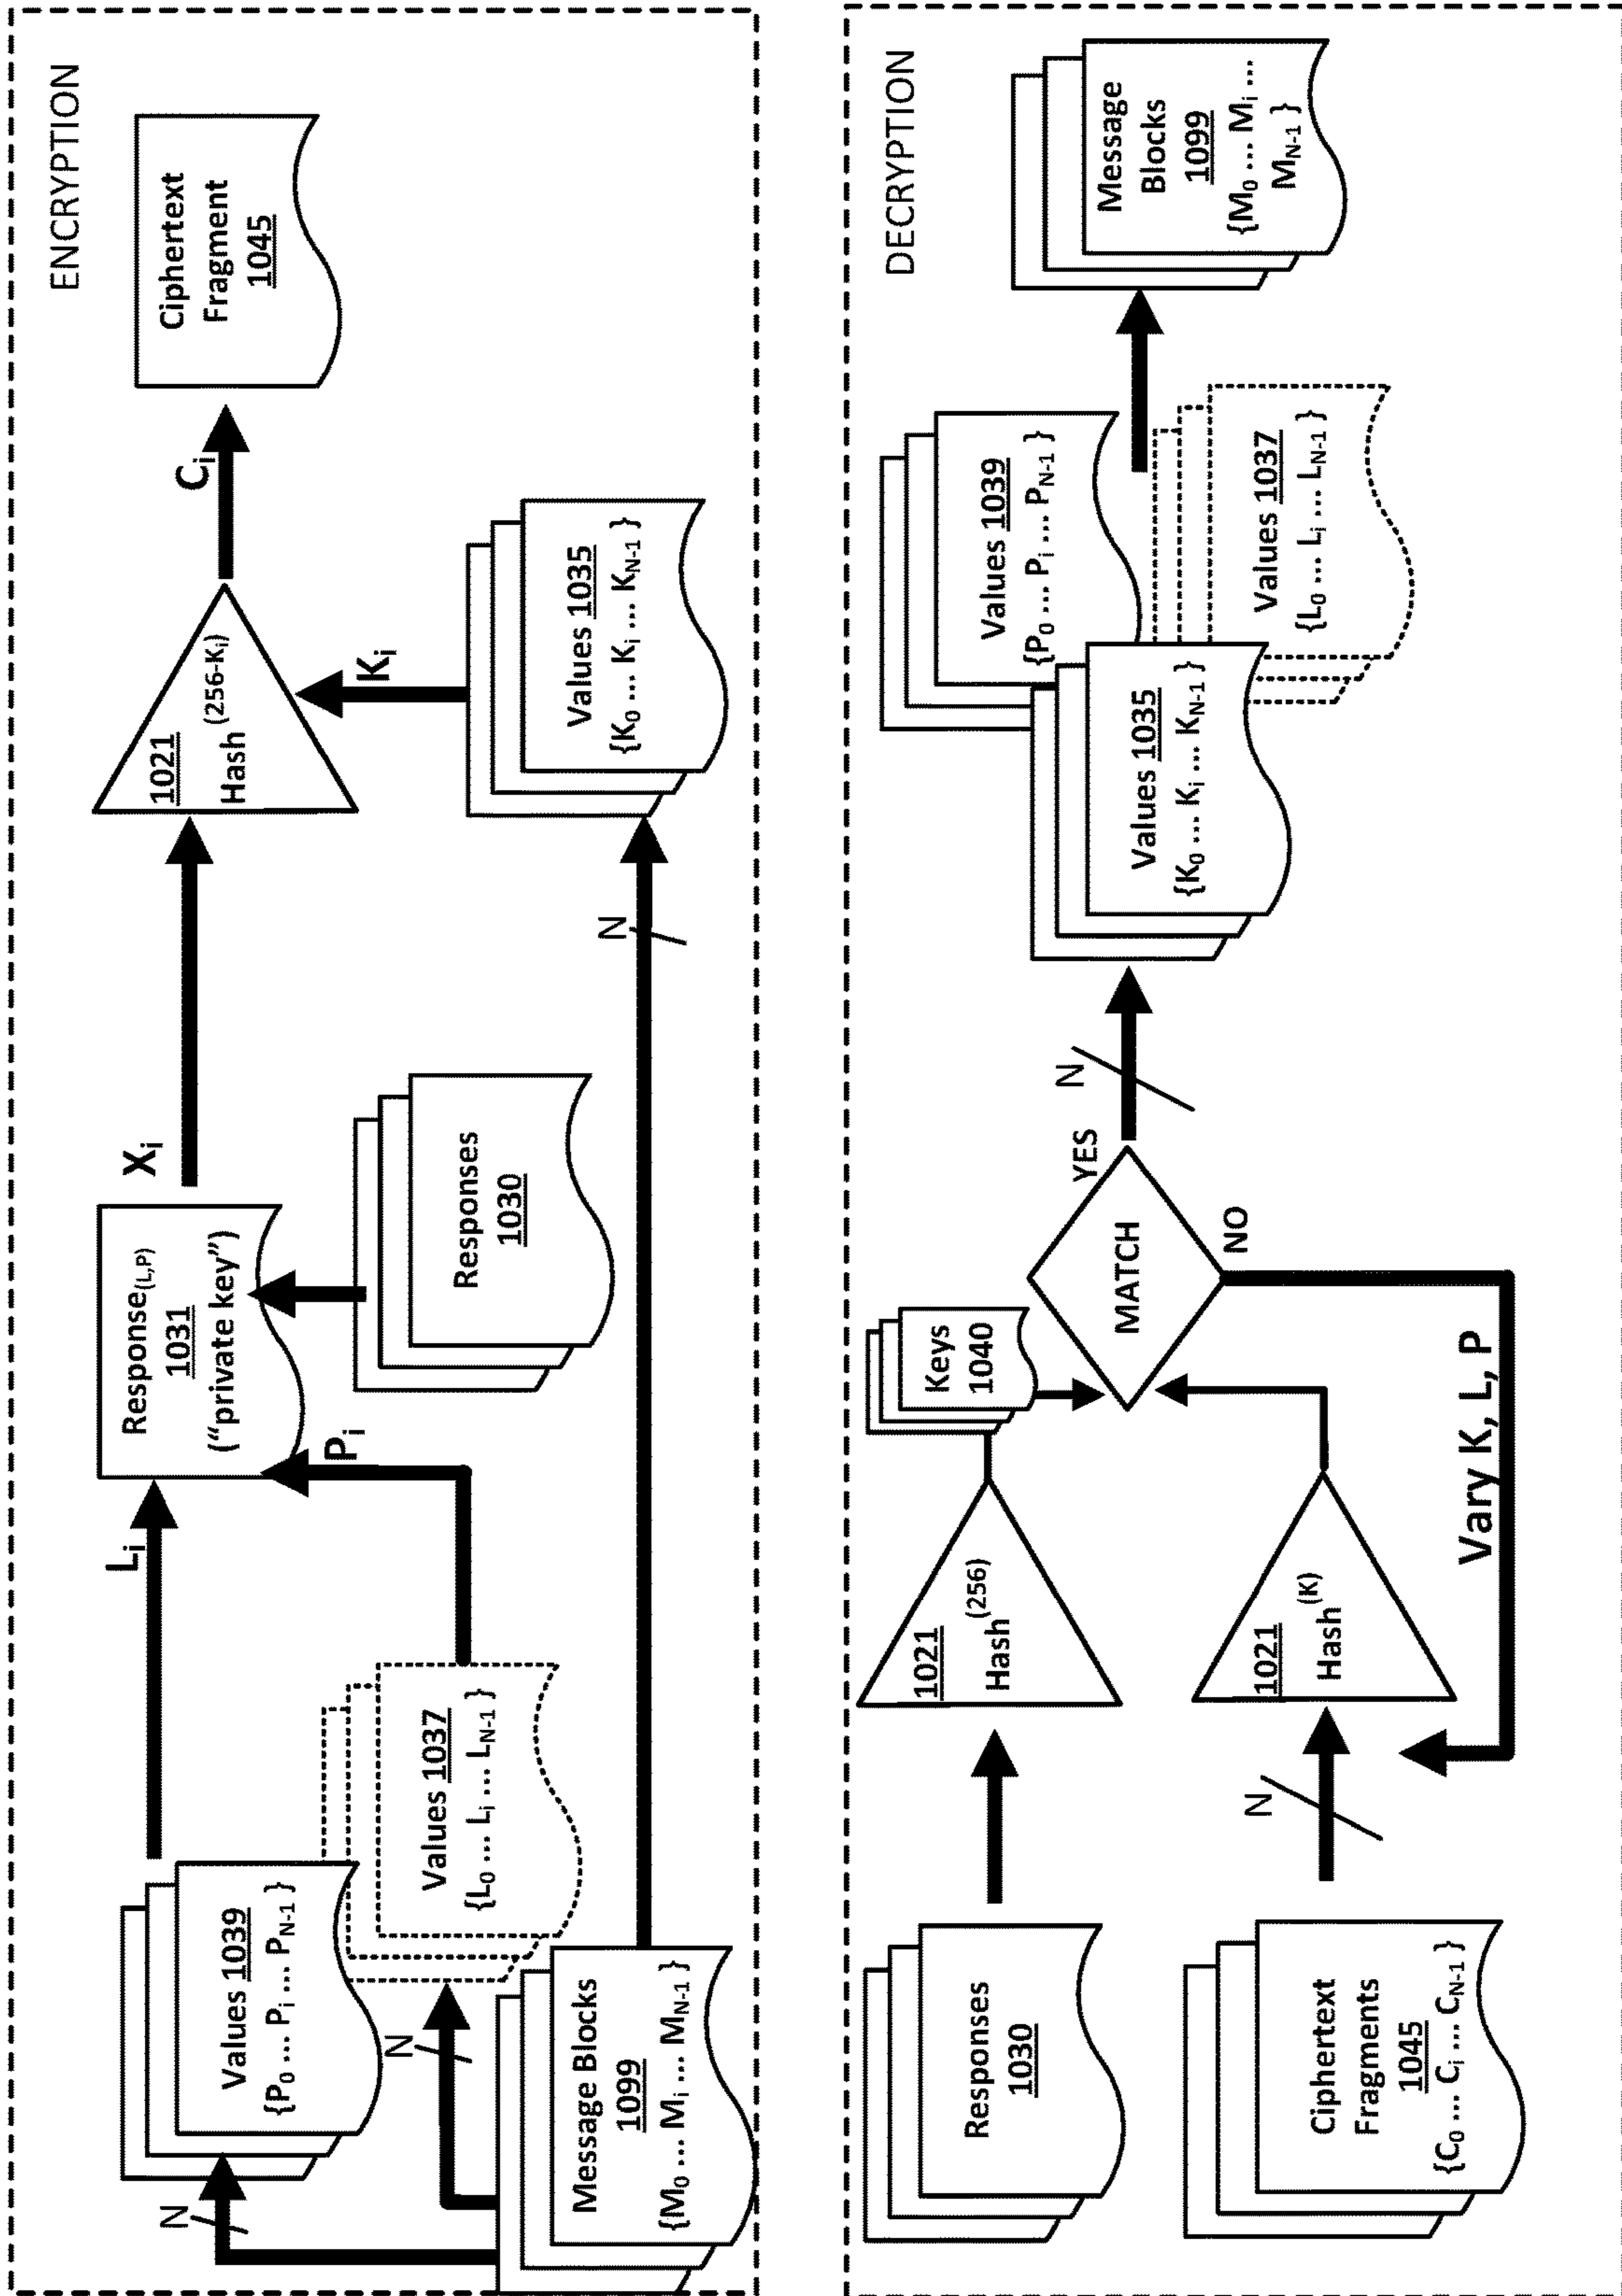 ENCRYPTION
N
Values 1039
{P0 ... Pi ... PN-1 }
Li
Response(L,P)
1031
("private key")
Xi
1021
Hash(256-Ki)
Ci
Ciphertext
Fragment
1045
N
Values 1037
{L0 ... Li ... LN-1 }
Pi
Responses
1030
Ki
Message Blocks
1099
{M0 ... Mi ... MN-1 }
N
Values 1035
{K0 ... Ki ... KN-1 }
DECRYPTION
Responses
1030
1021
Hash(256)
Keys
1040
MATCH
YES
NO
N
Values 1039
{P0 ... Pi ... PN-1 }
Values 1035
{K0 ... Ki ... KN-1 }
Values 1037
{L0 ... Li ... LN-1 }
Message
Blocks
1099
{M0 ... Mi ...
MN-1 }
Ciphertext
Fragments
1045
{C0 ... Ci ... CN-1 }
N
1021
Hash(K)
Vary K, L, P